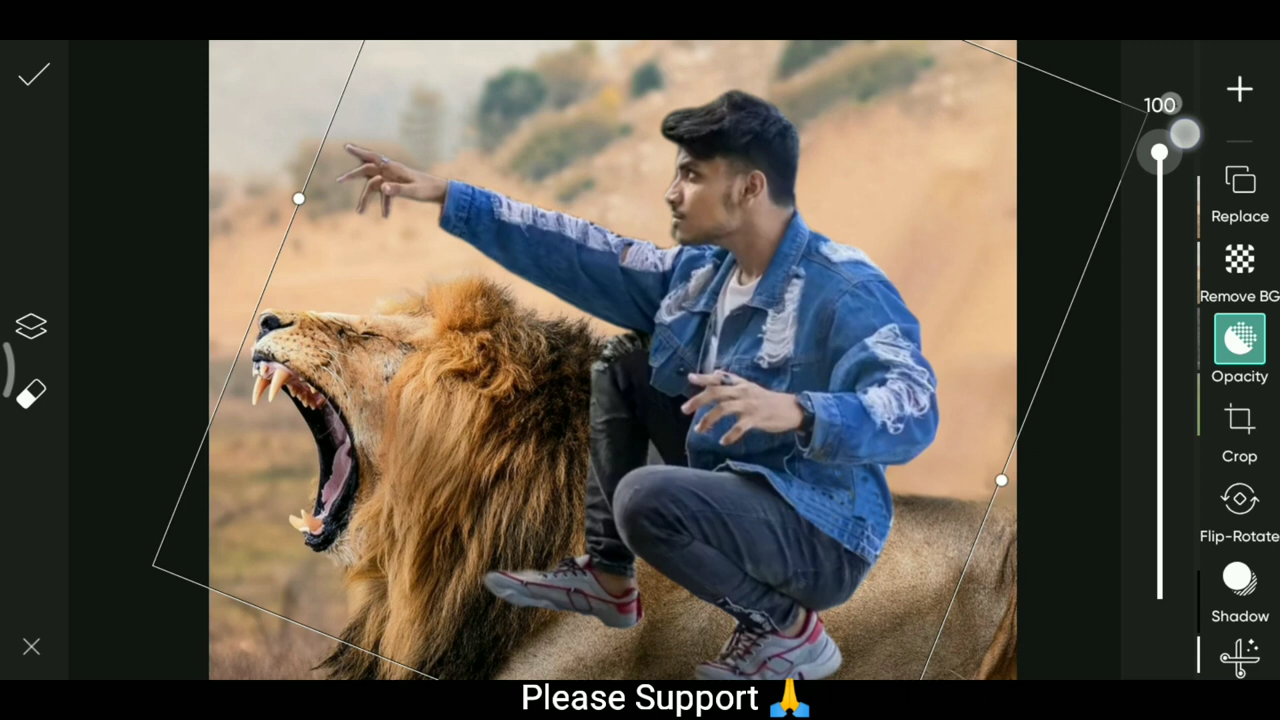 100
Replace
Remove BG
Opacity
Crop
Flip-Rotate
Shadow
Please Support 🙏